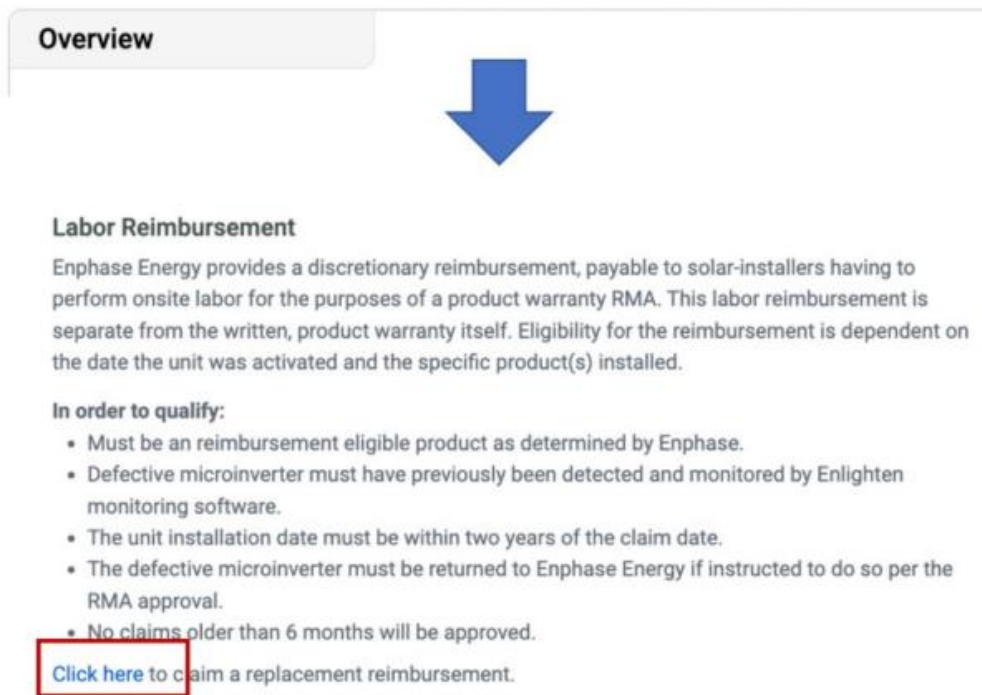 Overview
Labor Reimbursement
Enphase Energy provides a discretionary reimbursement, payable to solar-installers having to
perform onsite labor for the purposes of a product warranty RMA. This labor reimbursement is
separate from the written, product warranty itself. Eligibility for the reimbursement is dependent on
the date the unit was activated and the specific product(s) installed.
In order to qualify:
• Must be an reimbursement eligible product as determined by Enphase.
• Defective microinverter must have previously been detected and monitored by Enlighten
monitoring software.
• The unit installation date must be within two years of the claim date.
• The defective microinverter must be returned to Enphase Energy if instructed to do so per the
RMA approval.
• No claims older than 6 months will be approved.
Click here to claim a replacement reimbursement.